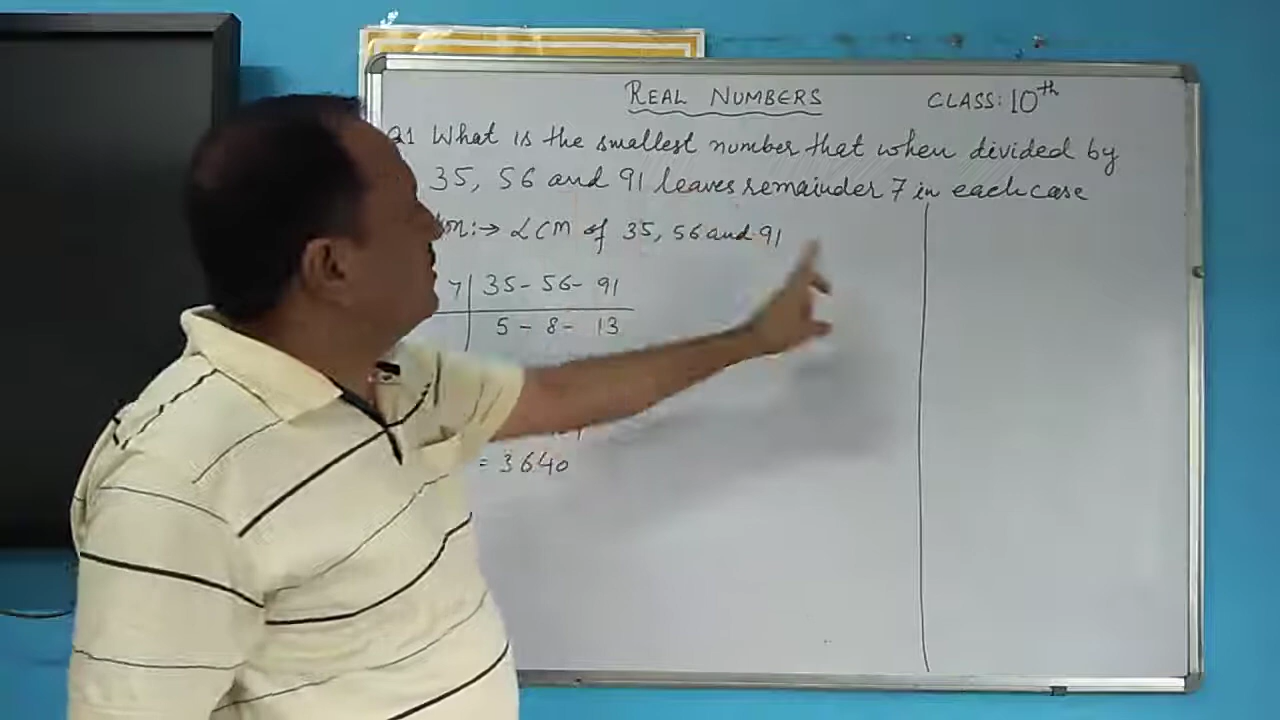 REAL NUMBERS
CLASS: 10th
Q1 What is the smallest number that when divided by
35, 56 and 91 leaves remainder 7 in each case
:→ LCM of 35, 56 and 91
7 | 35 - 56 - 91
5 - 8 - 13
= 3640